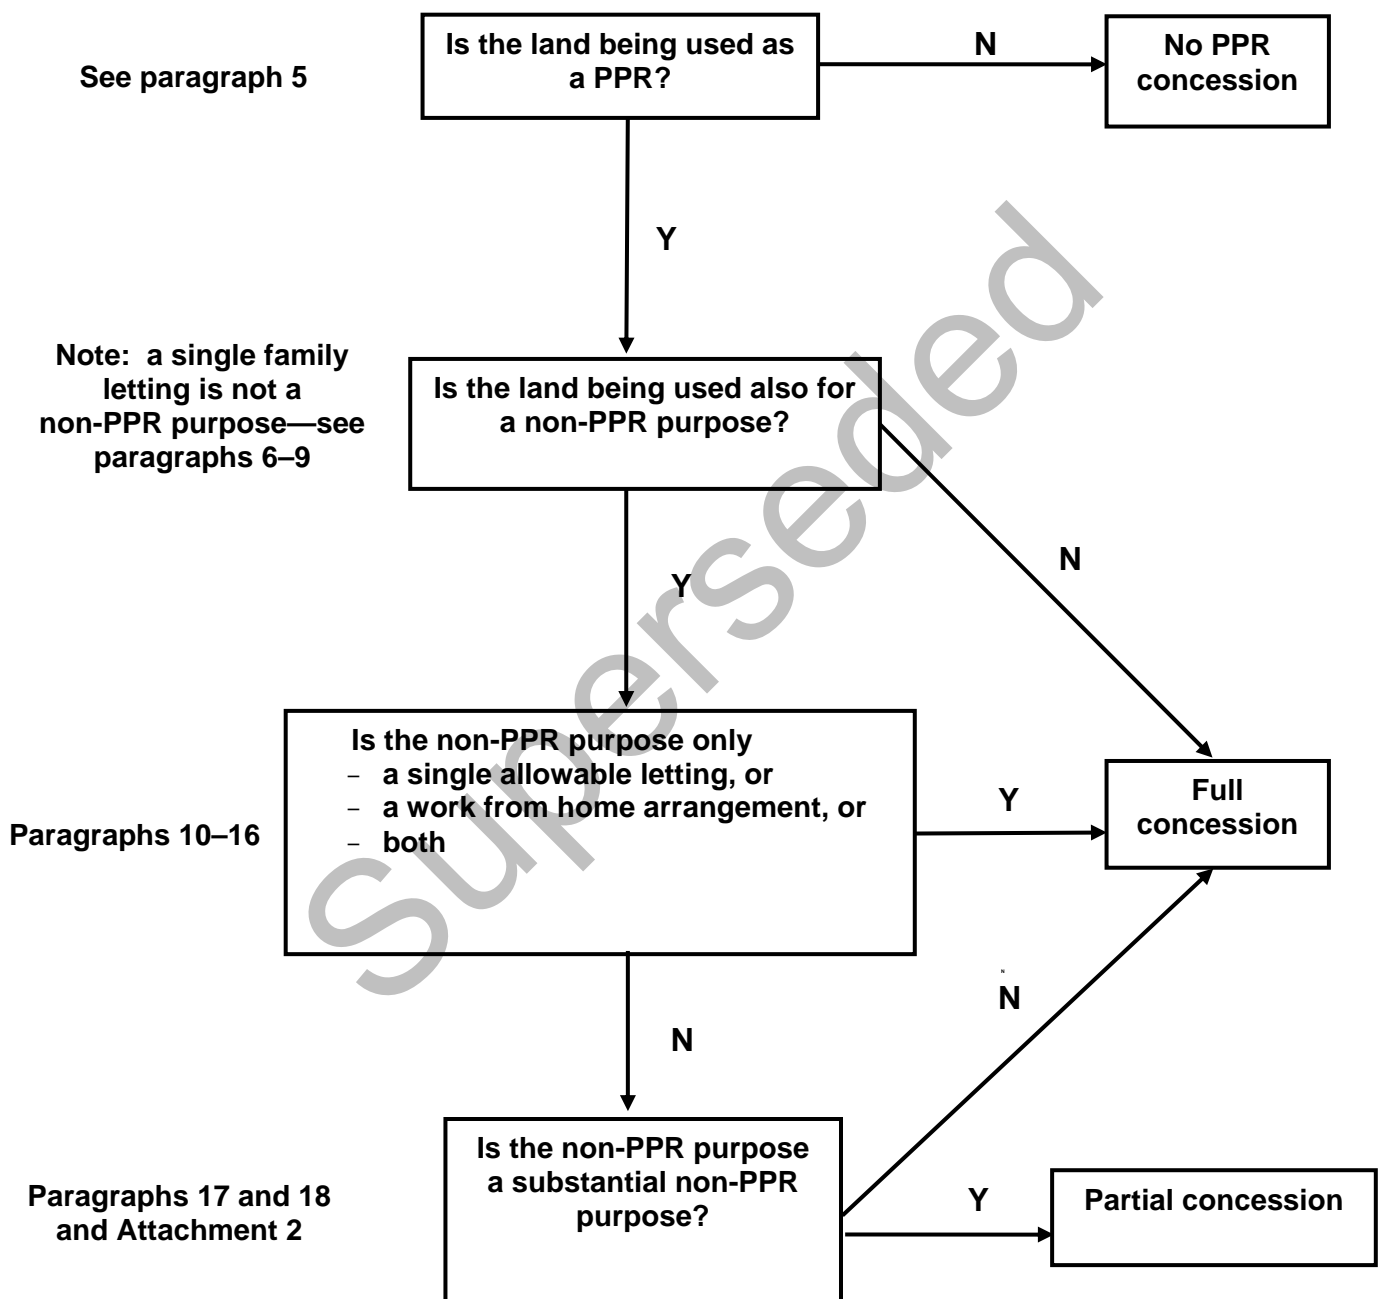 Is the land being used as
a PPR?
N
No PPR
concession
See paragraph 5
Y
Note:  a single family
letting is not a
non-PPR purpose—see
paragraphs 6–9
Is the land being used also for
a non-PPR purpose?
N
Y
Superseded
Is the non-PPR purpose only
– a single allowable letting, or
– a work from home arrangement, or
– both
Paragraphs 10–16
Y
Full
concession
N
N
N
Is the non-PPR purpose
a substantial non-PPR
purpose?
Paragraphs 17 and 18
and Attachment 2
Y
Partial concession